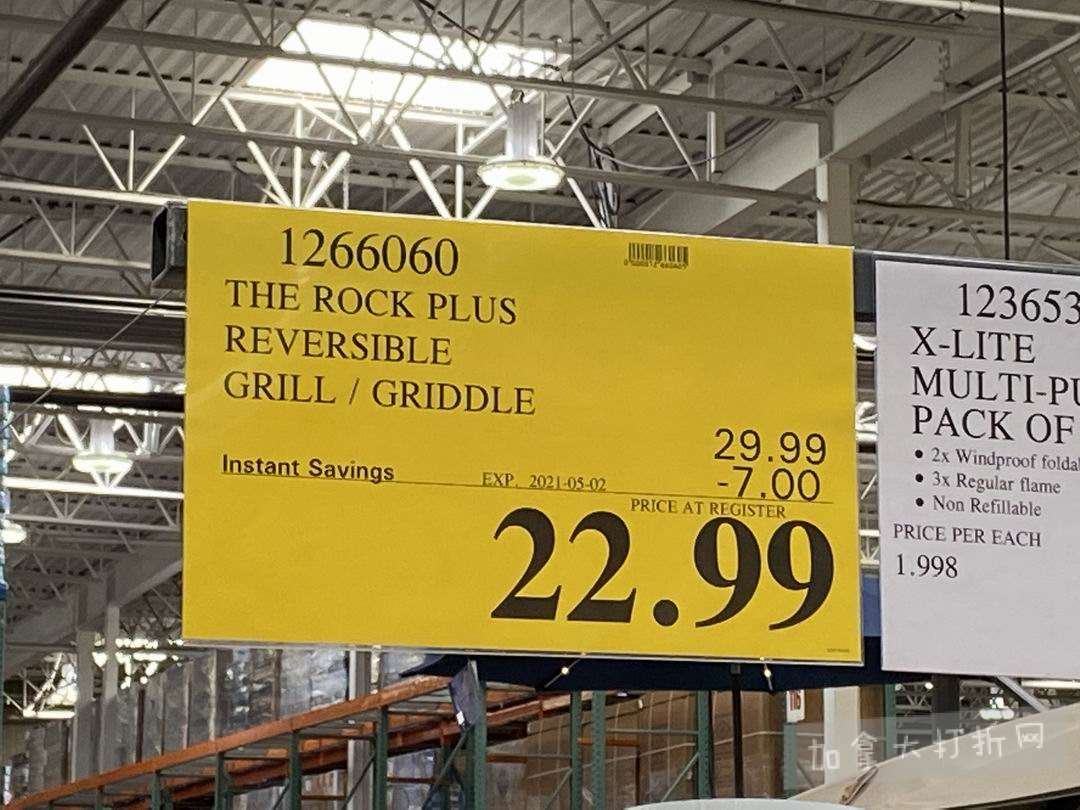 1266060
THE ROCK PLUS
REVERSIBLE
GRILL / GRIDDLE
29.99
Instant Savings EXP. 2021-05-02 -7.00
PRICE AT REGISTER
22.99
123653
X-LITE
PACK OF
• 2x Windproof
• 3x Regular flame
• Non Refillable
PRICE PER EACH
1.998
加拿大打折网